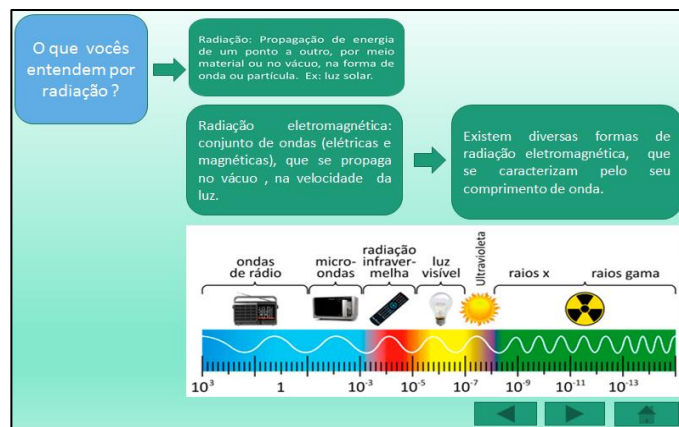 O que vocês
entendem por
radiação ?
Radiação: Propagação de energia
de um ponto a outro, por meio
material ou no vácuo, na forma de
onda ou partícula. Ex: luz solar.
Radiação eletromagnética:
conjunto de ondas (elétricas e
magnéticas), que se propaga
no vácuo , na velocidade da
luz.
Existem diversas formas de
radiação eletromagnética, que
se caracterizam pelo seu
comprimento de onda.
ondas
de rádio
micro-
ondas
radiação
infraver-
melha
luz
visível
Ultravioleta
raios x
raios gama
10³ 1 10⁻³ 10⁻⁵ 10⁻⁷ 10⁻⁹ 10⁻¹¹ 10⁻¹³